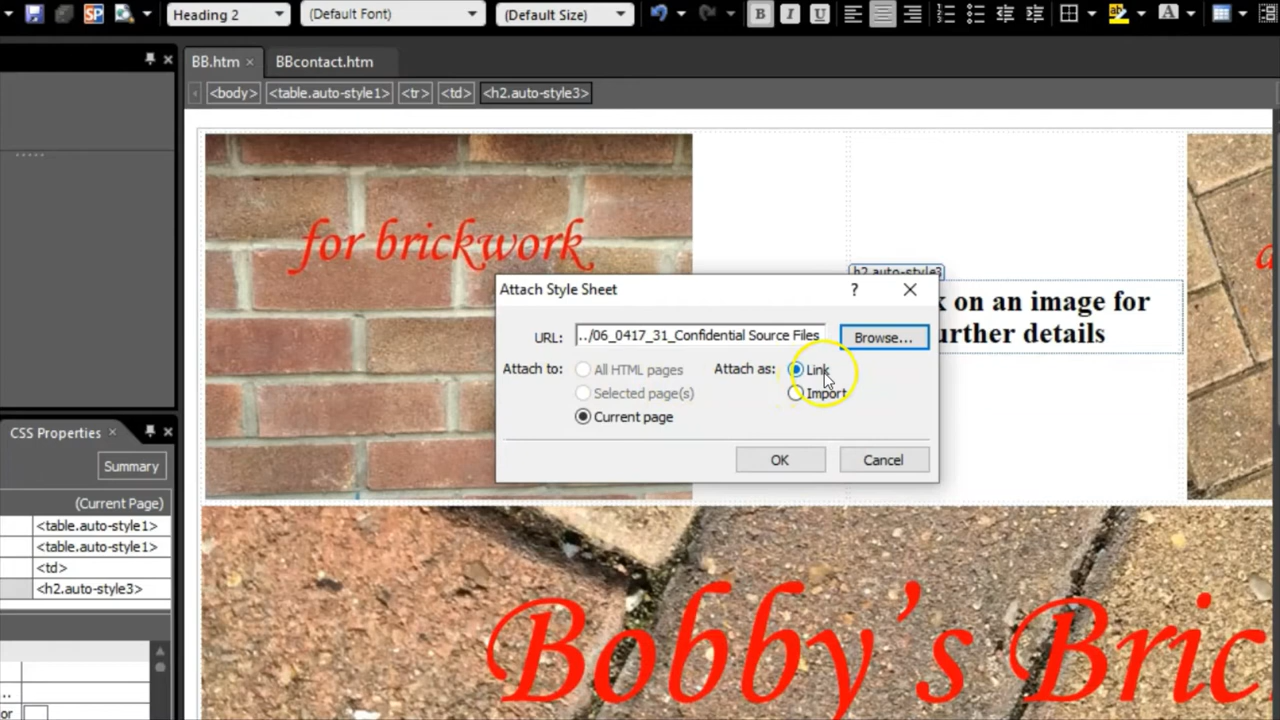 Heading 2 (Default Font) (Default Size) B I U A
BB.htm × BBcontact.htm
<body> <table.auto-style1> <tr> <td> <h2.auto-style3>
for brickwork
h2.auto-style3
k on an image for
urther details
Attach Style Sheet ?
URL: ../06_0417_31_Confidential Source Files Browse...
Attach to: All HTML pages Attach as: Link
Selected page(s) Import
Current page
OK Cancel
CSS Properties
Summary
(Current Page)
<table.auto-style1>
<table.auto-style1>
<td>
<h2.auto-style3>
Bobby's Bric